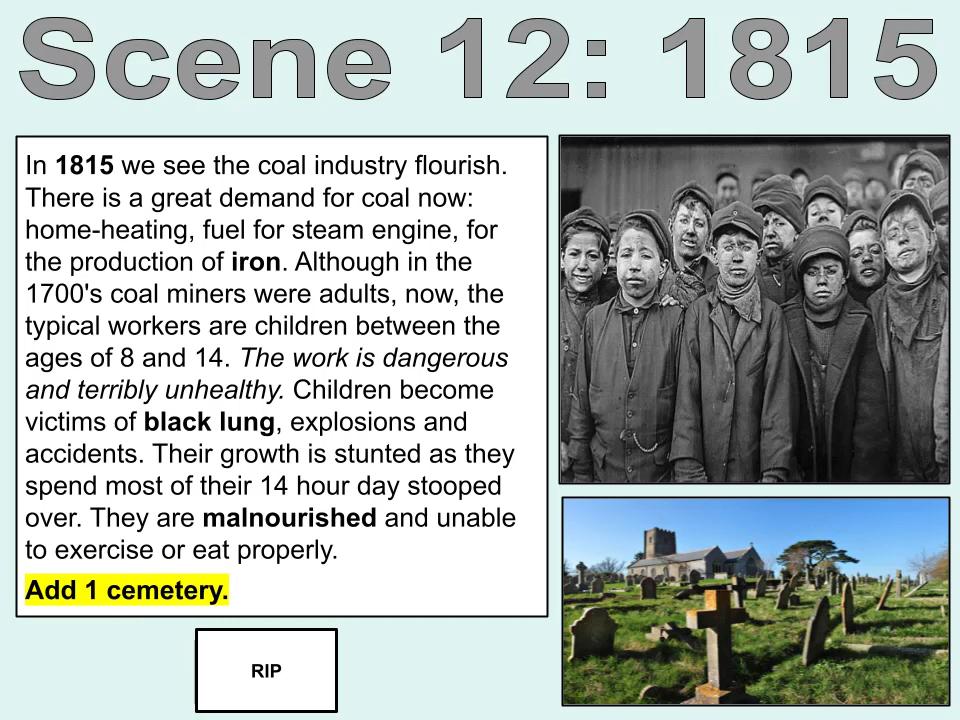 Scene 12: 1815
In 1815 we see the coal industry flourish.
There is a great demand for coal now:
home-heating, fuel for steam engine, for
the production of iron. Although in the
1700's coal miners were adults, now, the
typical workers are children between the
ages of 8 and 14. The work is dangerous
and terribly unhealthy. Children become
victims of black lung, explosions and
accidents. Their growth is stunted as they
spend most of their 14 hour day stooped
over. They are malnourished and unable
to exercise or eat properly.
Add 1 cemetery.
RIP